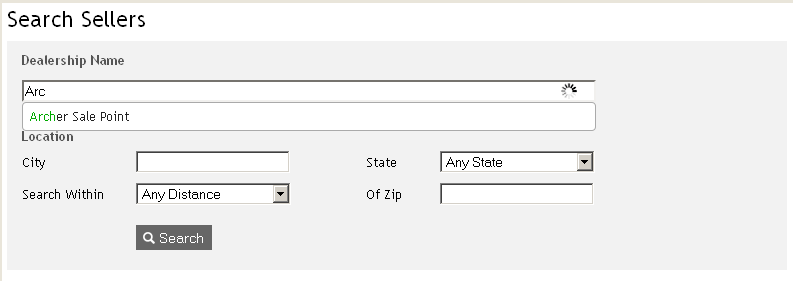 Search Sellers
Dealership Name
Arc
Archer Sale Point
Location
City State Any State
Search Within Any Distance Of Zip
Search